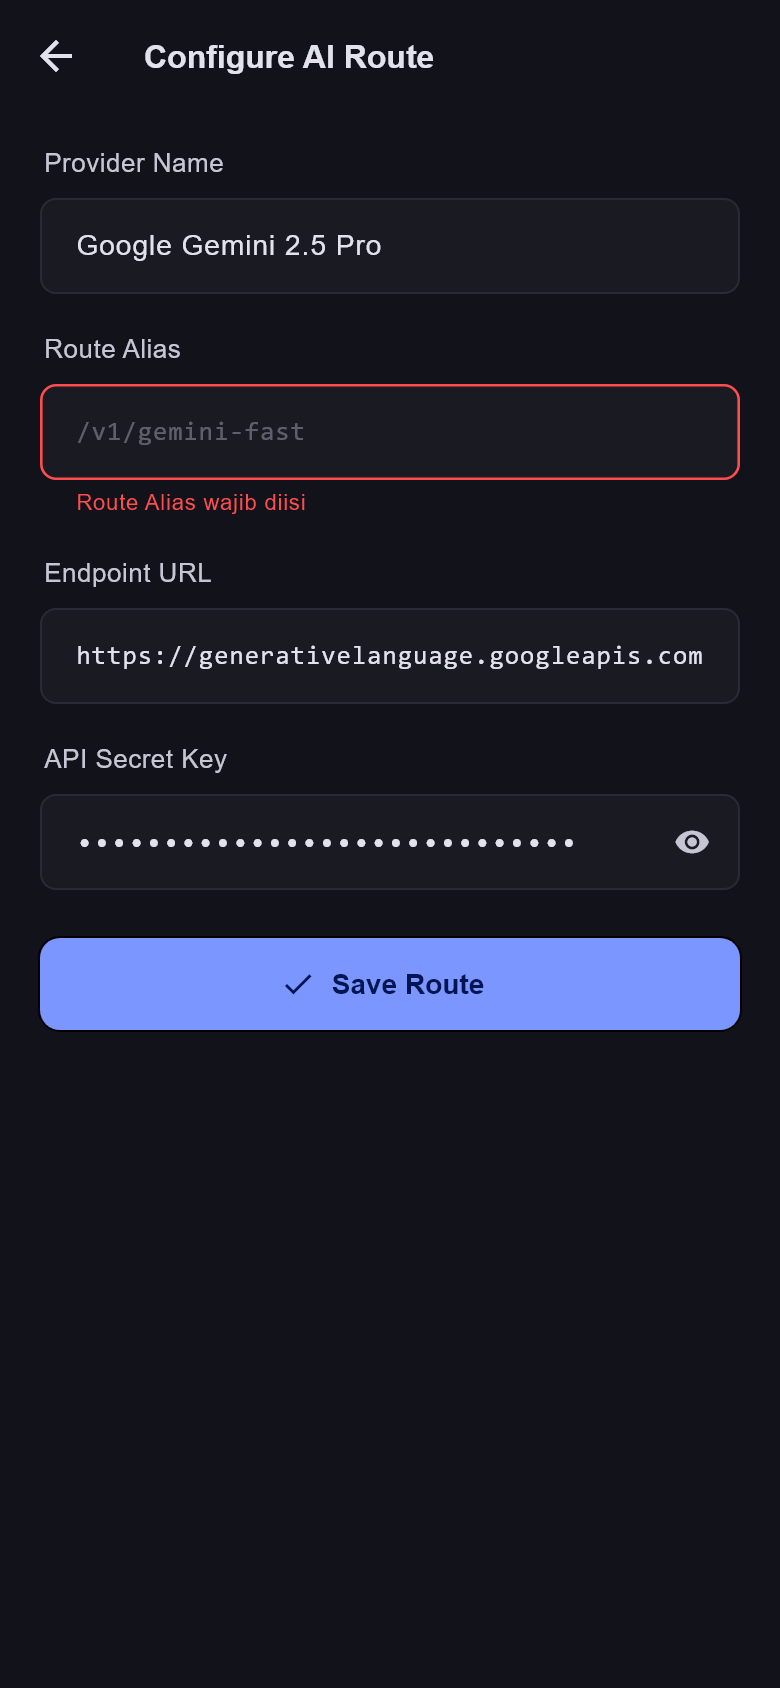 Configure AI Route
Provider Name
Google Gemini 2.5 Pro
Route Alias
/v1/gemini-fast
Route Alias wajib diisi
Endpoint URL
https://generativelanguage.googleapis.com
API Secret Key
•••••••••••••••••••••••••••••
Save Route